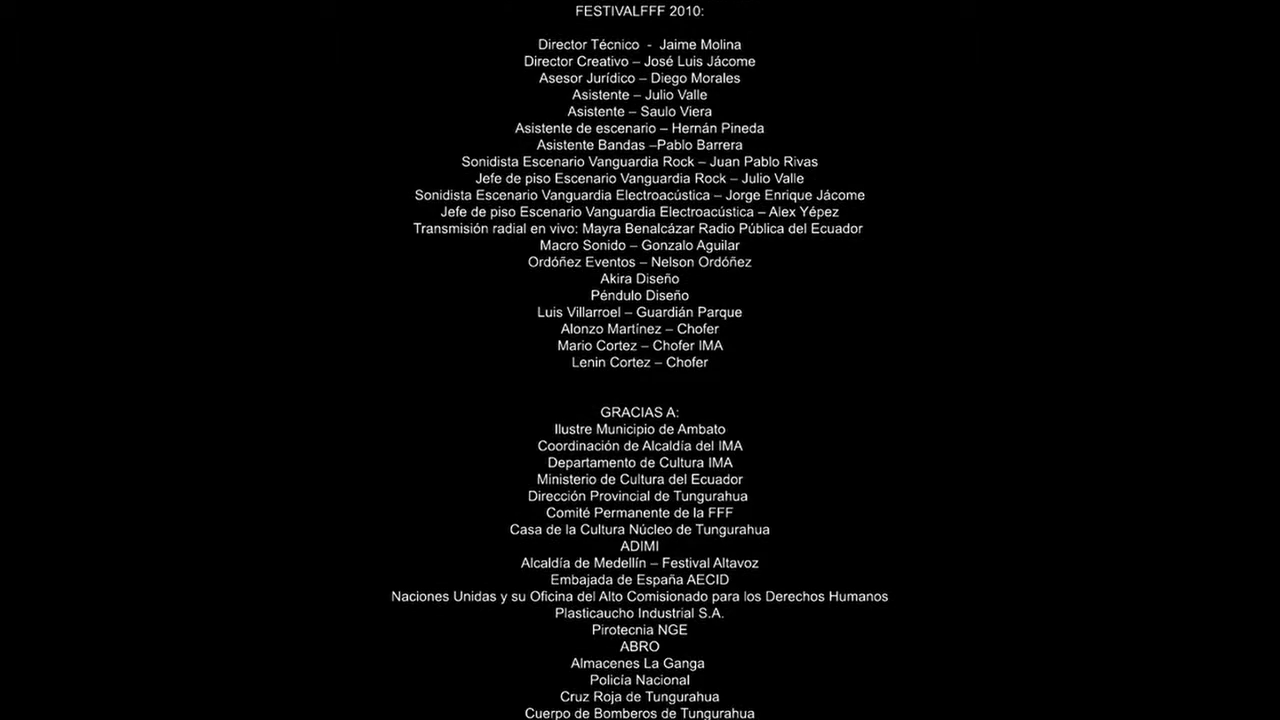 FESTIVALFFF 2010:
Director Técnico - Jaime Molina
Director Creativo – José Luis Jácome
Asesor Jurídico – Diego Morales
Asistente – Julio Valle
Asistente – Saulo Viera
Asistente de escenario – Hernán Pineda
Asistente Bandas –Pablo Barrera
Sonidista Escenario Vanguardia Rock – Juan Pablo Rivas
Jefe de piso Escenario Vanguardia Rock – Julio Valle
Sonidista Escenario Vanguardia Electroacústica – Jorge Enrique Jácome
Jefe de piso Escenario Vanguardia Electroacústica – Alex Yépez
Transmisión radial en vivo: Mayra Benalcázar Radio Pública del Ecuador
Macro Sonido – Gonzalo Aguilar
Ordóñez Eventos – Nelson Ordóñez
Akira Diseño
Péndulo Diseño
Luis Villarroel – Guardián Parque
Alonzo Martínez – Chofer
Mario Cortez – Chofer IMA
Lenin Cortez – Chofer
GRACIAS A:
Ilustre Municipio de Ambato
Coordinación de Alcaldía del IMA
Departamento de Cultura IMA
Ministerio de Cultura del Ecuador
Dirección Provincial de Tungurahua
Comité Permanente de la FFF
Casa de la Cultura Núcleo de Tungurahua
ADIMI
Alcaldía de Medellín – Festival Altavoz
Embajada de España AECID
Naciones Unidas y su Oficina del Alto Comisionado para los Derechos Humanos
Plasticaucho Industrial S.A.
Pirotecnia NGE
ABRO
Almacenes La Ganga
Policía Nacional
Cruz Roja de Tungurahua
Cuerpo de Bomberos de Tungurahua